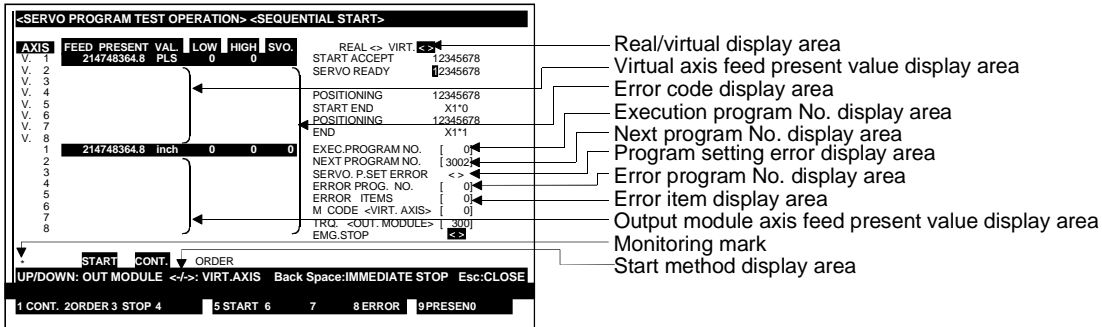 <SERVO PROGRAM TEST OPERATION> <SEQUENTIAL START>
AXIS FEED PRESENT VAL. LOW HIGH SVO. REAL <> VIRT. < >
V. 1 214748364.8 PLS 0 0 START ACCEPT 12345678
V. 2 SERVO READY 12345678
V. 3
V. 4 POSITIONING 12345678
V. 5 START END X1*0
V. 6 POSITIONING 12345678
V. 7 END X1*1
V. 8
1 214748364.8 inch 0 0 0 EXEC.PROGRAM NO. [ 0]
2 NEXT PROGRAM NO. [ 3002]
3 SERVO. P.SET ERROR < >
4 ERROR PROG. NO. [ 0]
5 ERROR ITEMS [ 0]
6 M CODE <VIRT. AXIS> [ 0]
7 TRQ. <OUT. MODULE> [ 300]
8 EMG.STOP < >
* START CONT. ORDER
UP/DOWN: OUT MODULE <-/->: VIRT.AXIS Back Space:IMMEDIATE STOP Esc:CLOSE
1 CONT. 2ORDER 3 STOP 4 5 START 6 7 8 ERROR 9 PRESEN0
Real/virtual display area
Virtual axis feed present value display area
Error code display area
Execution program No. display area
Next program No. display area
Program setting error display area
Error program No. display area
Error item display area
Output module axis feed present value display area
Monitoring mark
Start method display area